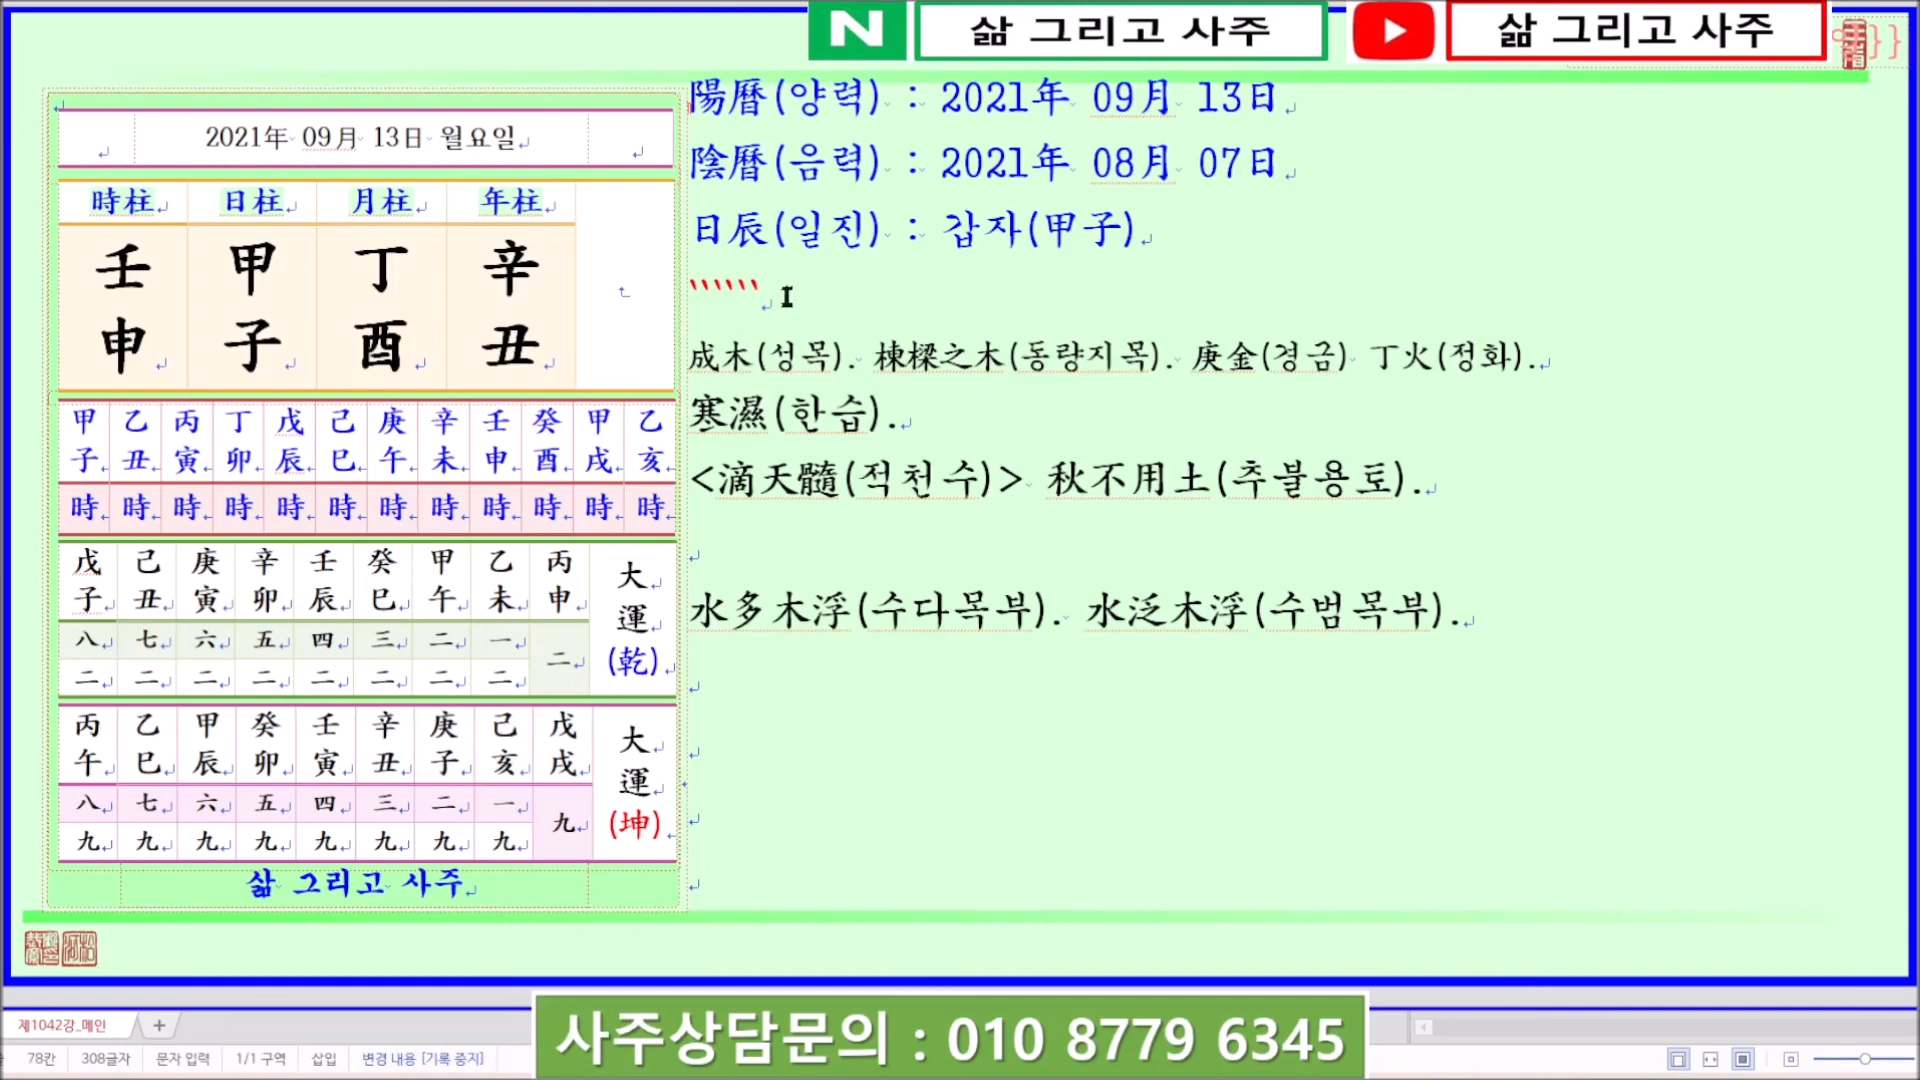 N 삶 그리고 사주 삶 그리고 사주
2021年 09月 13日 월요일
時柱 日柱 月柱 年柱
壬 甲 丁 辛
申 子 酉 丑
甲 乙 丙 丁 戊 己 庚 辛 壬 癸 甲 乙
子 丑 寅 卯 辰 巳 午 未 申 酉 戌 亥
時 時 時 時 時 時 時 時 時 時 時 時
戊 己 庚 辛 壬 癸 甲 乙 丙
子 丑 寅 卯 辰 巳 午 未 申
八 七 六 五 四 三 二 一 二
二 二 二 二 二 二 二 二
大
運
(乾)
丙 乙 甲 癸 壬 辛 庚 己 戊
午 巳 辰 卯 寅 丑 子 亥 戌
八 七 六 五 四 三 二 一 九
九 九 九 九 九 九 九 九
大
運
(坤)
삶 그리고 사주
陽曆(양력) : 2021年 09月 13日
陰曆(음력) : 2021年 08月 07日
日辰(일진) : 갑자(甲子)
‵‵‵‵‵‵
成木(성목). 棟樑之木(동량지목). 庚金(경금) 丁火(정화).
寒濕(한습).
<滴天髓(적천수)> 秋不用土(추불용토).
水多木浮(수다목부). 水泛木浮(수범목부).
제1042강_메인 +
78칸 308글자 문자 입력 1/1 구역 삽입 변경 내용 [기록 중지]
사주상담문의 : 010 8779 6345